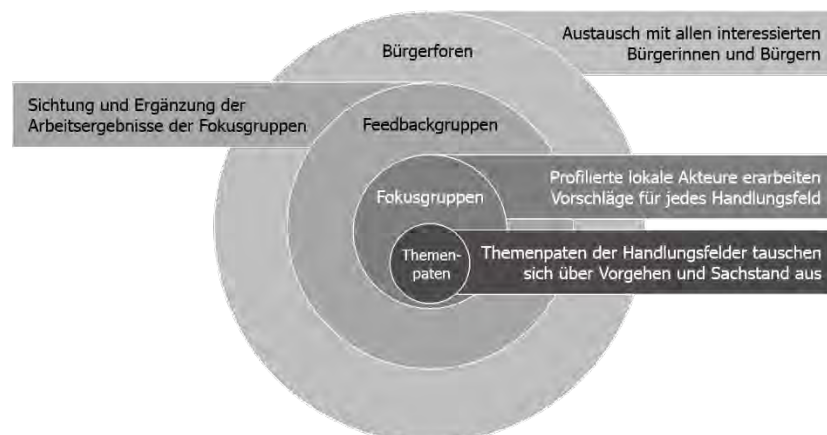 Bürgerforen
Austausch mit allen interessierten
Bürgerinnen und Bürgern
Sichtung und Ergänzung der
Arbeitsergebnisse der Fokusgruppen
Feedbackgruppen
Fokusgruppen
Profilierte lokale Akteure erarbeiten
Vorschläge für jedes Handlungsfeld
Themen-
paten
Themenpaten der Handlungsfelder tauschen
sich über Vorgehen und Sachstand aus